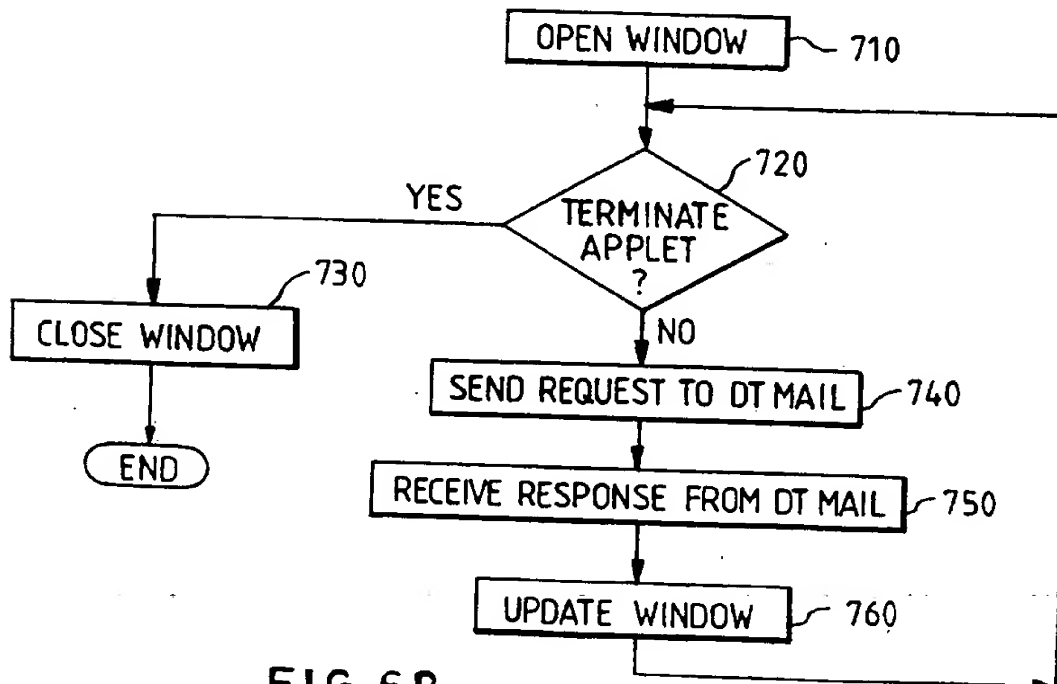 OPEN WINDOW
710
720
YES
TERMINATE
APPLET
?
730
CLOSE WINDOW
NO
SEND REQUEST TO DT MAIL
740
END
RECEIVE RESPONSE FROM DT MAIL
750
UPDATE WINDOW
760